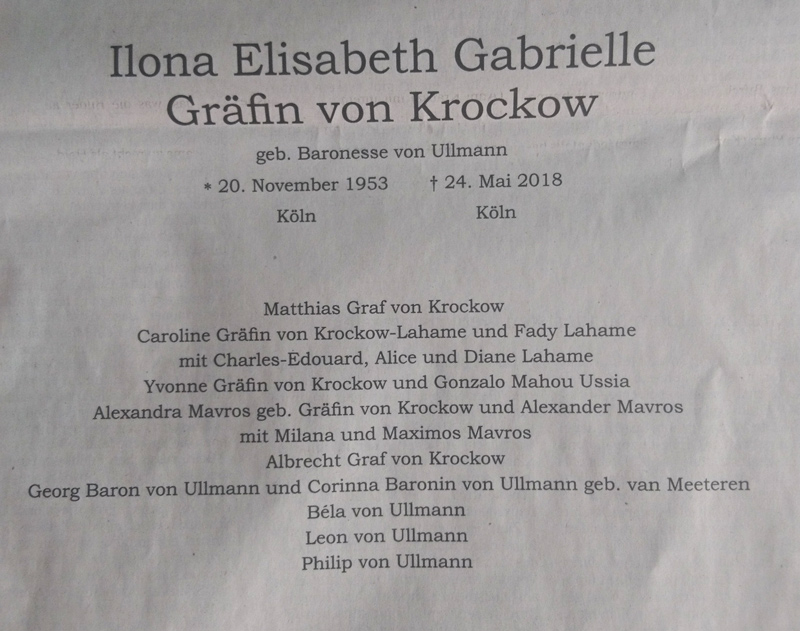 Ilona Elisabeth Gabrielle
Gräfin von Krockow
geb. Baronesse von Ullmann
* 20. November 1953 † 24. Mai 2018
Köln Köln
Matthias Graf von Krockow
Caroline Gräfin von Krockow-Lahame und Fady Lahame
mit Charles-Edouard, Alice und Diane Lahame
Yvonne Gräfin von Krockow und Gonzalo Mahou Ussia
Alexandra Mavros geb. Gräfin von Krockow und Alexander Mavros
mit Milana und Maximos Mavros
Albrecht Graf von Krockow
Georg Baron von Ullmann und Corinna Baronin von Ullmann geb. van Meeteren
Béla von Ullmann
Leon von Ullmann
Philip von Ullmann